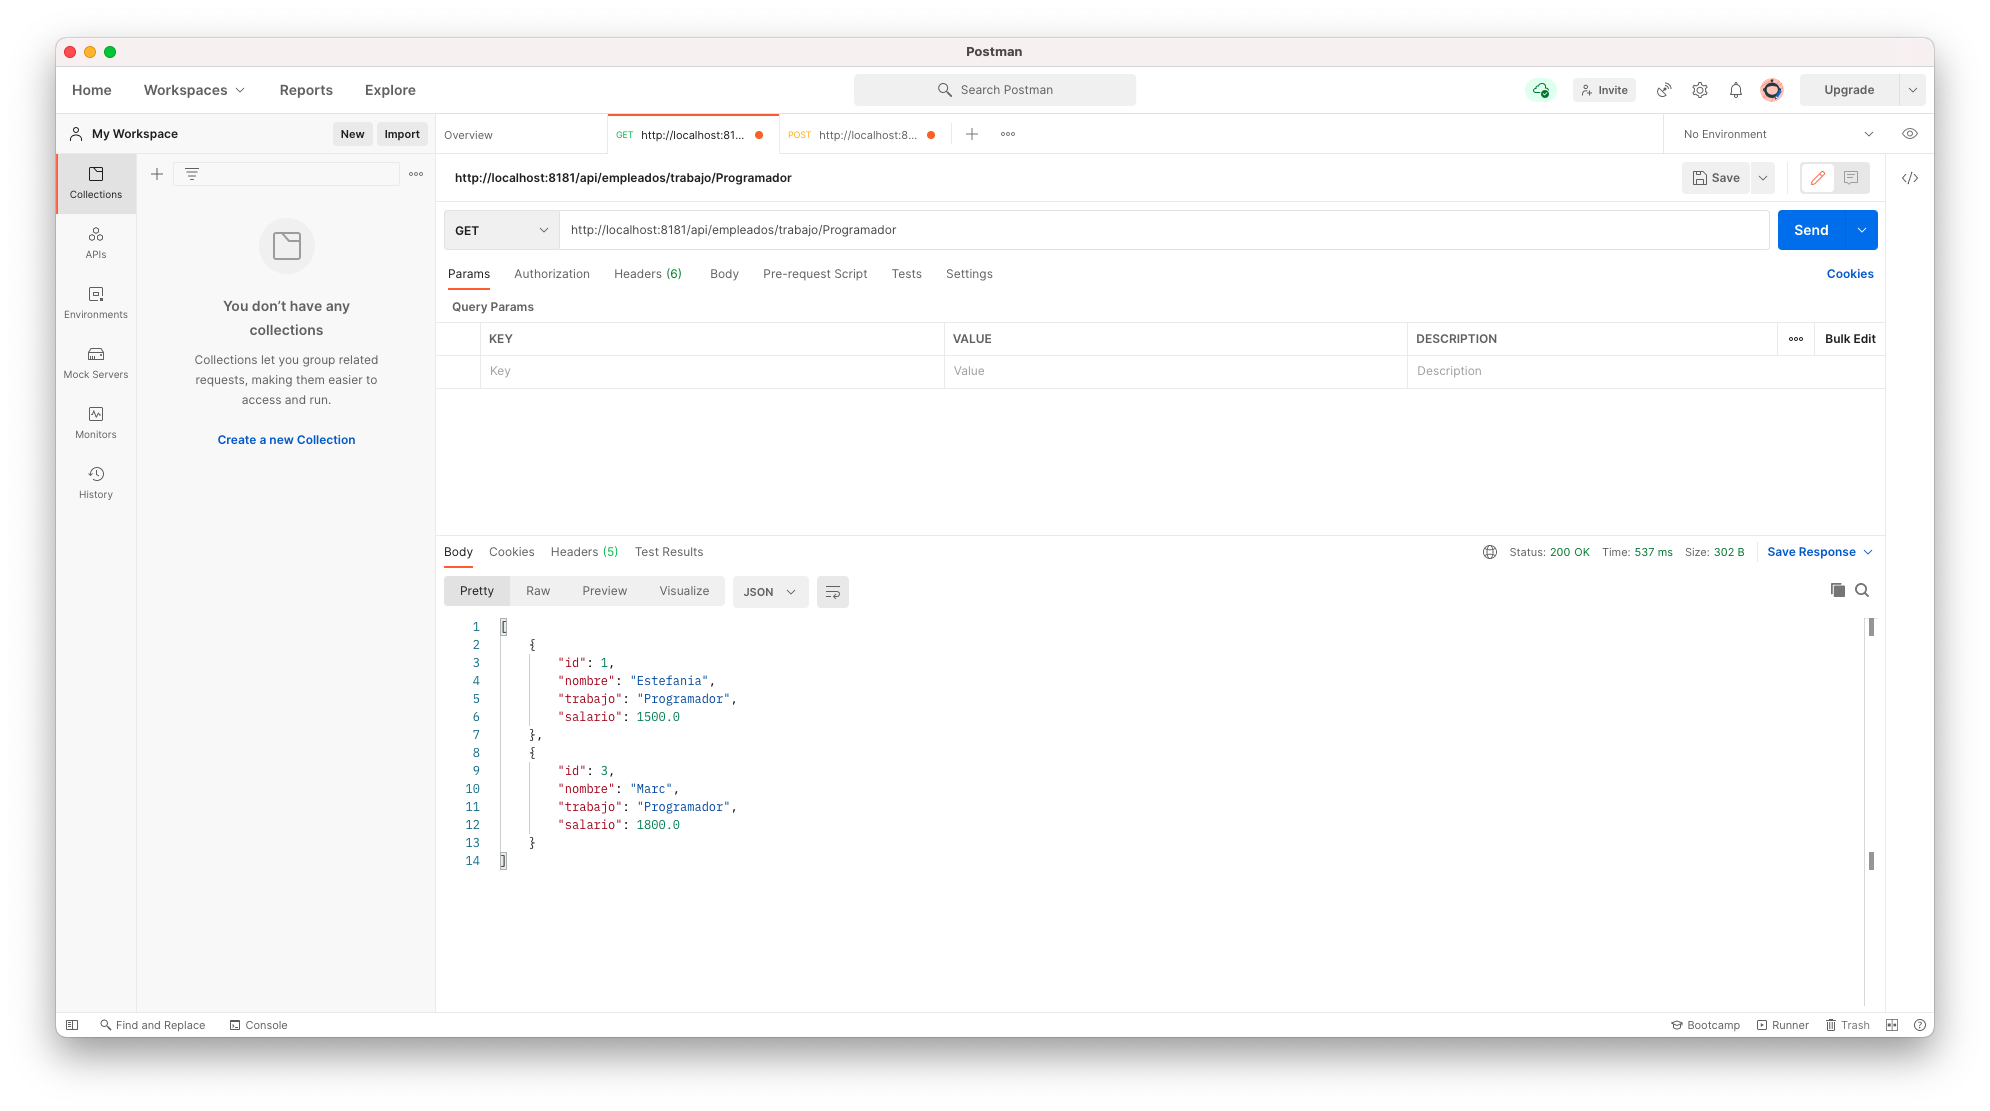 Postman
Home Workspaces Reports Explore Search Postman Invite Upgrade
My Workspace New Import Overview GET http://localhost:81... POST http://localhost:8... No Environment
Collections
APIs
Environments
Mock Servers
Monitors
History
You don’t have any
collections
Collections let you group related
requests, making them easier to
access and run.
Create a new Collection
http://localhost:8181/api/empleados/trabajo/Programador Save
GET http://localhost:8181/api/empleados/trabajo/Programador Send
Params Authorization Headers (6) Body Pre-request Script Tests Settings Cookies
Query Params
KEY VALUE DESCRIPTION Bulk Edit
Key Value Description
Body Cookies Headers (5) Test Results Status: 200 OK Time: 537 ms Size: 302 B Save Response
Pretty Raw Preview Visualize JSON
1 [
2 {
3 "id": 1,
4 "nombre": "Estefania",
5 "trabajo": "Programador",
6 "salario": 1500.0
7 },
8 {
9 "id": 3,
10 "nombre": "Marc",
11 "trabajo": "Programador",
12 "salario": 1800.0
13 }
14 ]
Find and Replace Console Bootcamp Runner Trash